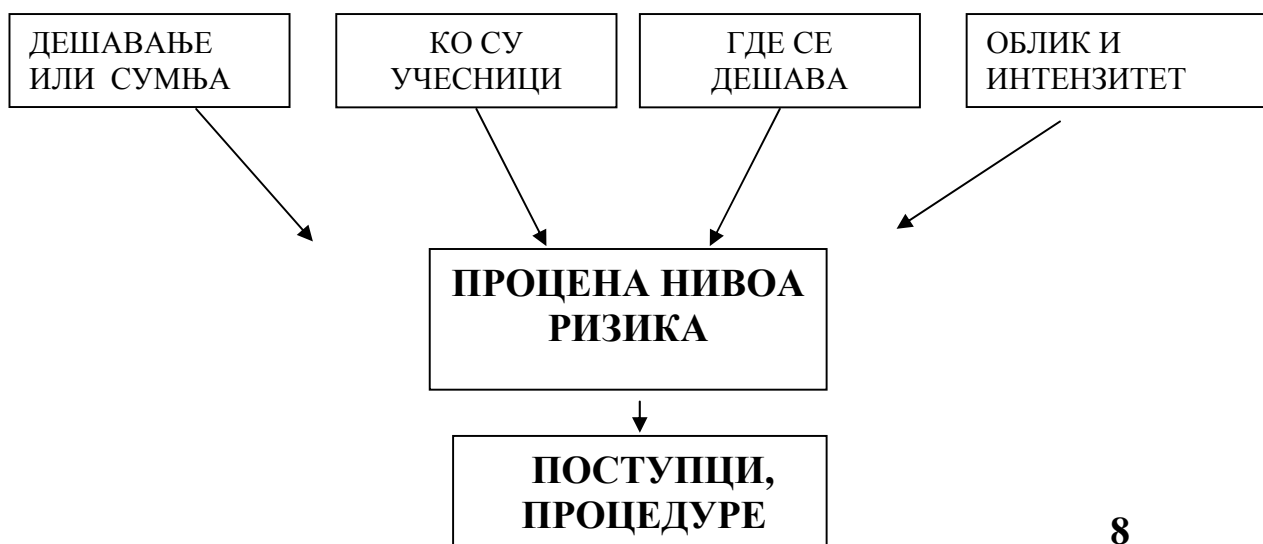 ДЕШАВАЊЕ
ИЛИ СУМЊА
КО СУ
УЧЕСНИЦИ
ГДЕ СЕ
ДЕШАВА
ОБЛИК И
ИНТЕНЗИТЕТ
ПРОЦЕНА НИВОА
РИЗИКА
ПОСТУПЦИ,
ПРОЦЕДУРЕ
8